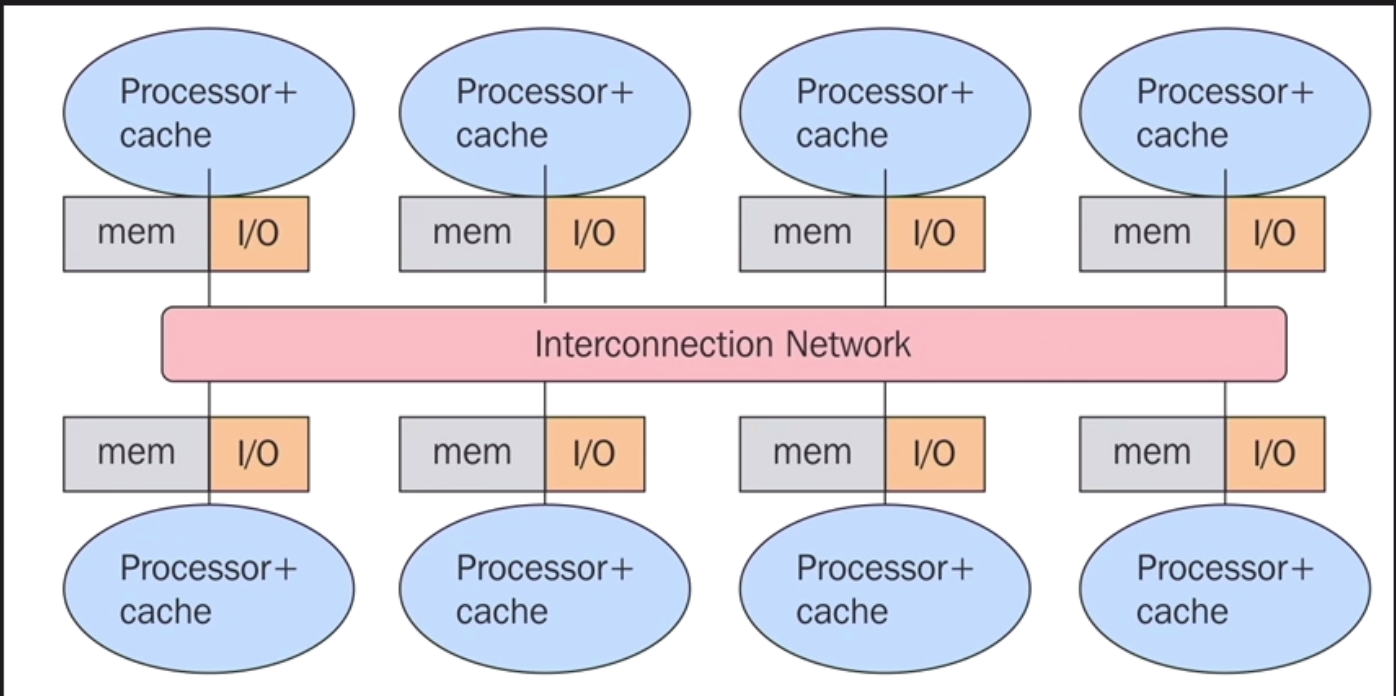 Processor+
cache
Processor+
cache
Processor+
cache
Processor+
cache
mem I/O
mem I/O
mem I/O
mem I/O
Interconnection Network
mem I/O
mem I/O
mem I/O
mem I/O
Processor+
cache
Processor+
cache
Processor+
cache
Processor+
cache